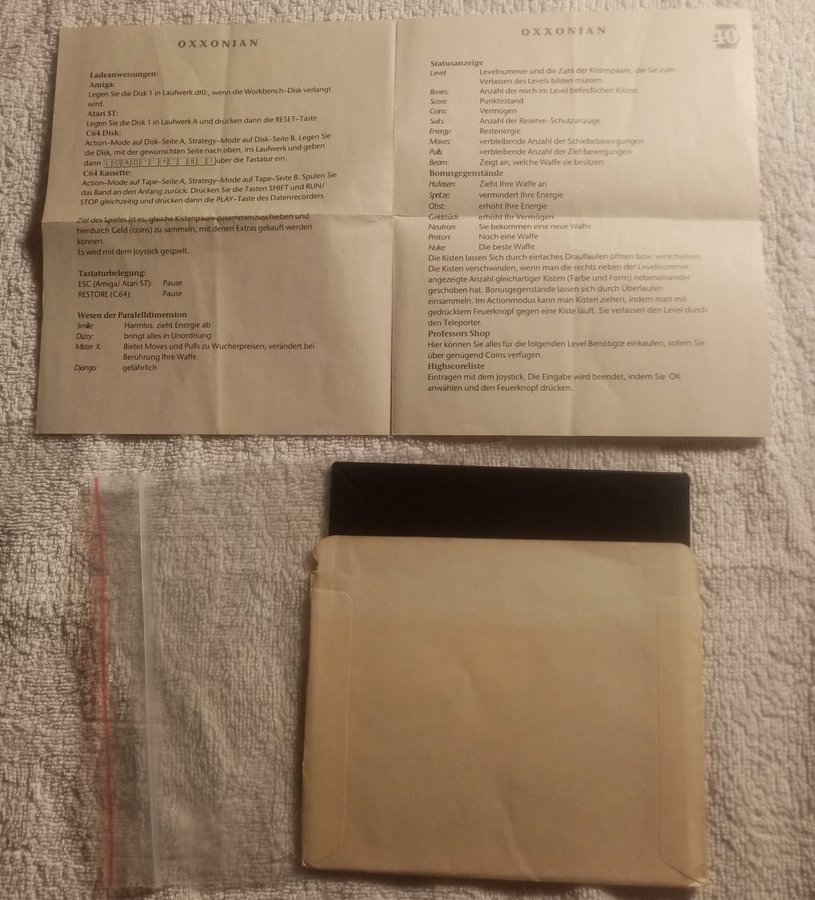 OXXONIAN
Ladeanweisungen:
Amiga:
Legen Sie die Disk 1 in Laufwerk df0:, wenn die Workbench-Disk verlangt
wird.
Atari ST:
Legen Sie die Disk 1 in Laufwerk A und drücken dann die RESET-Taste
C64 Disk:
Action-Mode auf Disk-Seite A, Strategy-Mode auf Disk-Seite B. Legen Sie
die Disk, mit der gewünschten Seite nach oben, ins Laufwerk und geben
dann über die Tastatur ein.
C64 Kassette:
Action-Mode auf Tape-Seite A, Strategy-Mode auf Tape-Seite B. Spulen Sie
das Band an den Anfang zurück. Drücken Sie die Tasten SHIFT und RUN/
STOP gleichzeitig und drücken dann die PLAY-Taste des Datenrecorders.
Ziel des Spieles ist es, gleiche Kistenpaare zusammenzuschieben und
hierdurch Geld (coins) zu sammeln, mit denen Extras gekauft werden
können.
Es wird mit dem Joystick gespielt.
Tastaturbelegung:
ESC (Amiga/ Atari ST): Pause
RESTORE (C64): Pause
Wesen der Paralelldimension
Smilie: Harmlos, zieht Energie ab
Dizzy: bringt alles in Unordnung
Mister X: Bietet Moves und Pulls zu Wucherpreisen, verändert bei
Berührung Ihre Waffe.
Django: gefährlich
OXXONIAN
40
Statusanzeige
Level: Levelnummer und die Zahl der Kistenpaare, die Sie zum
Verlassen des Levels bilden müssen.
Boxes: Anzahl der noch im Level befindlichen Kisten.
Score: Punktestand
Coin: Vermögen
Suits: Anzahl der Reserve-Schutzanzüge
Energy: Restenergie
Moves: verbleibende Anzahl der Schiebebewegungen
Pulls: verbleibende Anzahl der Ziehbewegungen
Beam: Zeigt an, welche Waffe sie besitzen
Bonusgegenstände
Hufeisen: Zieht Ihre Waffe an
Spritze: vermindert Ihre Energie
Obst: erhöht Ihre Energie
Geldstück: erhöht Ihr Vermögen
Neutron: Sie bekommen eine neue Waffe
Proton: Noch eine Waffe
Nuke: Die beste Waffe
Die Kisten lassen Sich durch einfaches Drauflaufen öffnen bzw. verschieben.
Die Kisten verschwinden, wenn man die rechts neben der Levelnummer
angezeigte Anzahl gleichartiger Kisten (Farbe und Form) nebeneinander
geschoben hat. Bonusgegenstände lassen sich durch Überlaufen
einsammeln. Im Actionmodus kann man Kisten ziehen, indem man mit
gedrücktem Feuerknopf gegen eine Kiste läuft. Sie verlassen den Level durch
den Teleporter.
Professors Shop
Hier können Sie alles für die folgenden Level Benötigte einkaufen, sofern Sie
über genügend Coins verfügen.
Highscoreliste
Eintragen mit dem Joystick. Die Eingabe wird beendet, indem Sie OK
anwählen und den Feuerknopf drücken.